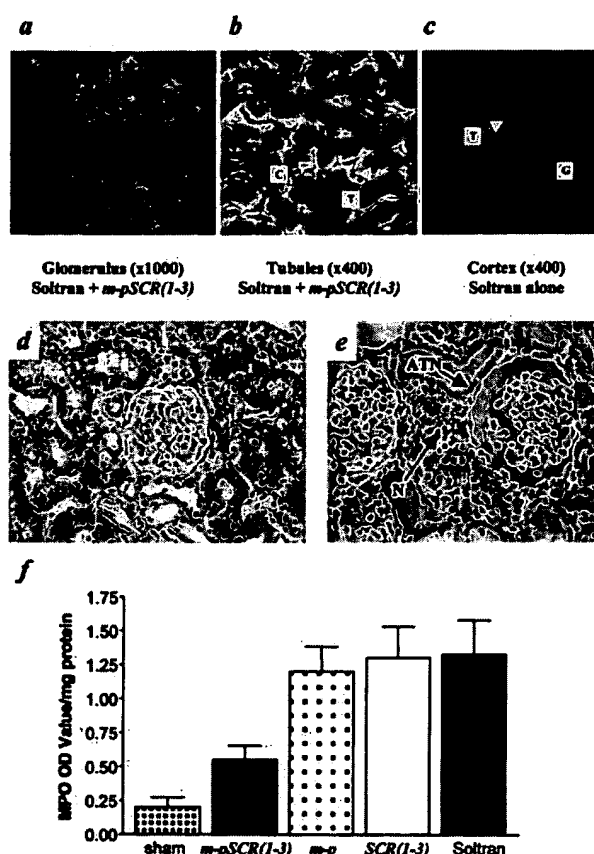 a b c
T
G
G
T
Glomerulus (x1000)
Soltran + m-pSCR(1-3)
Tubules (x400)
Soltran + m-pSCR(1-3)
Cortex (x400)
Soltran alone
d
e
ATN
N
f
MPO OD Value/mg protein
1.75
1.50
1.25
1.00
0.75
0.50
0.25
0.00
sham m-pSCR(1-3) m-p SCR(1-3) Soltran